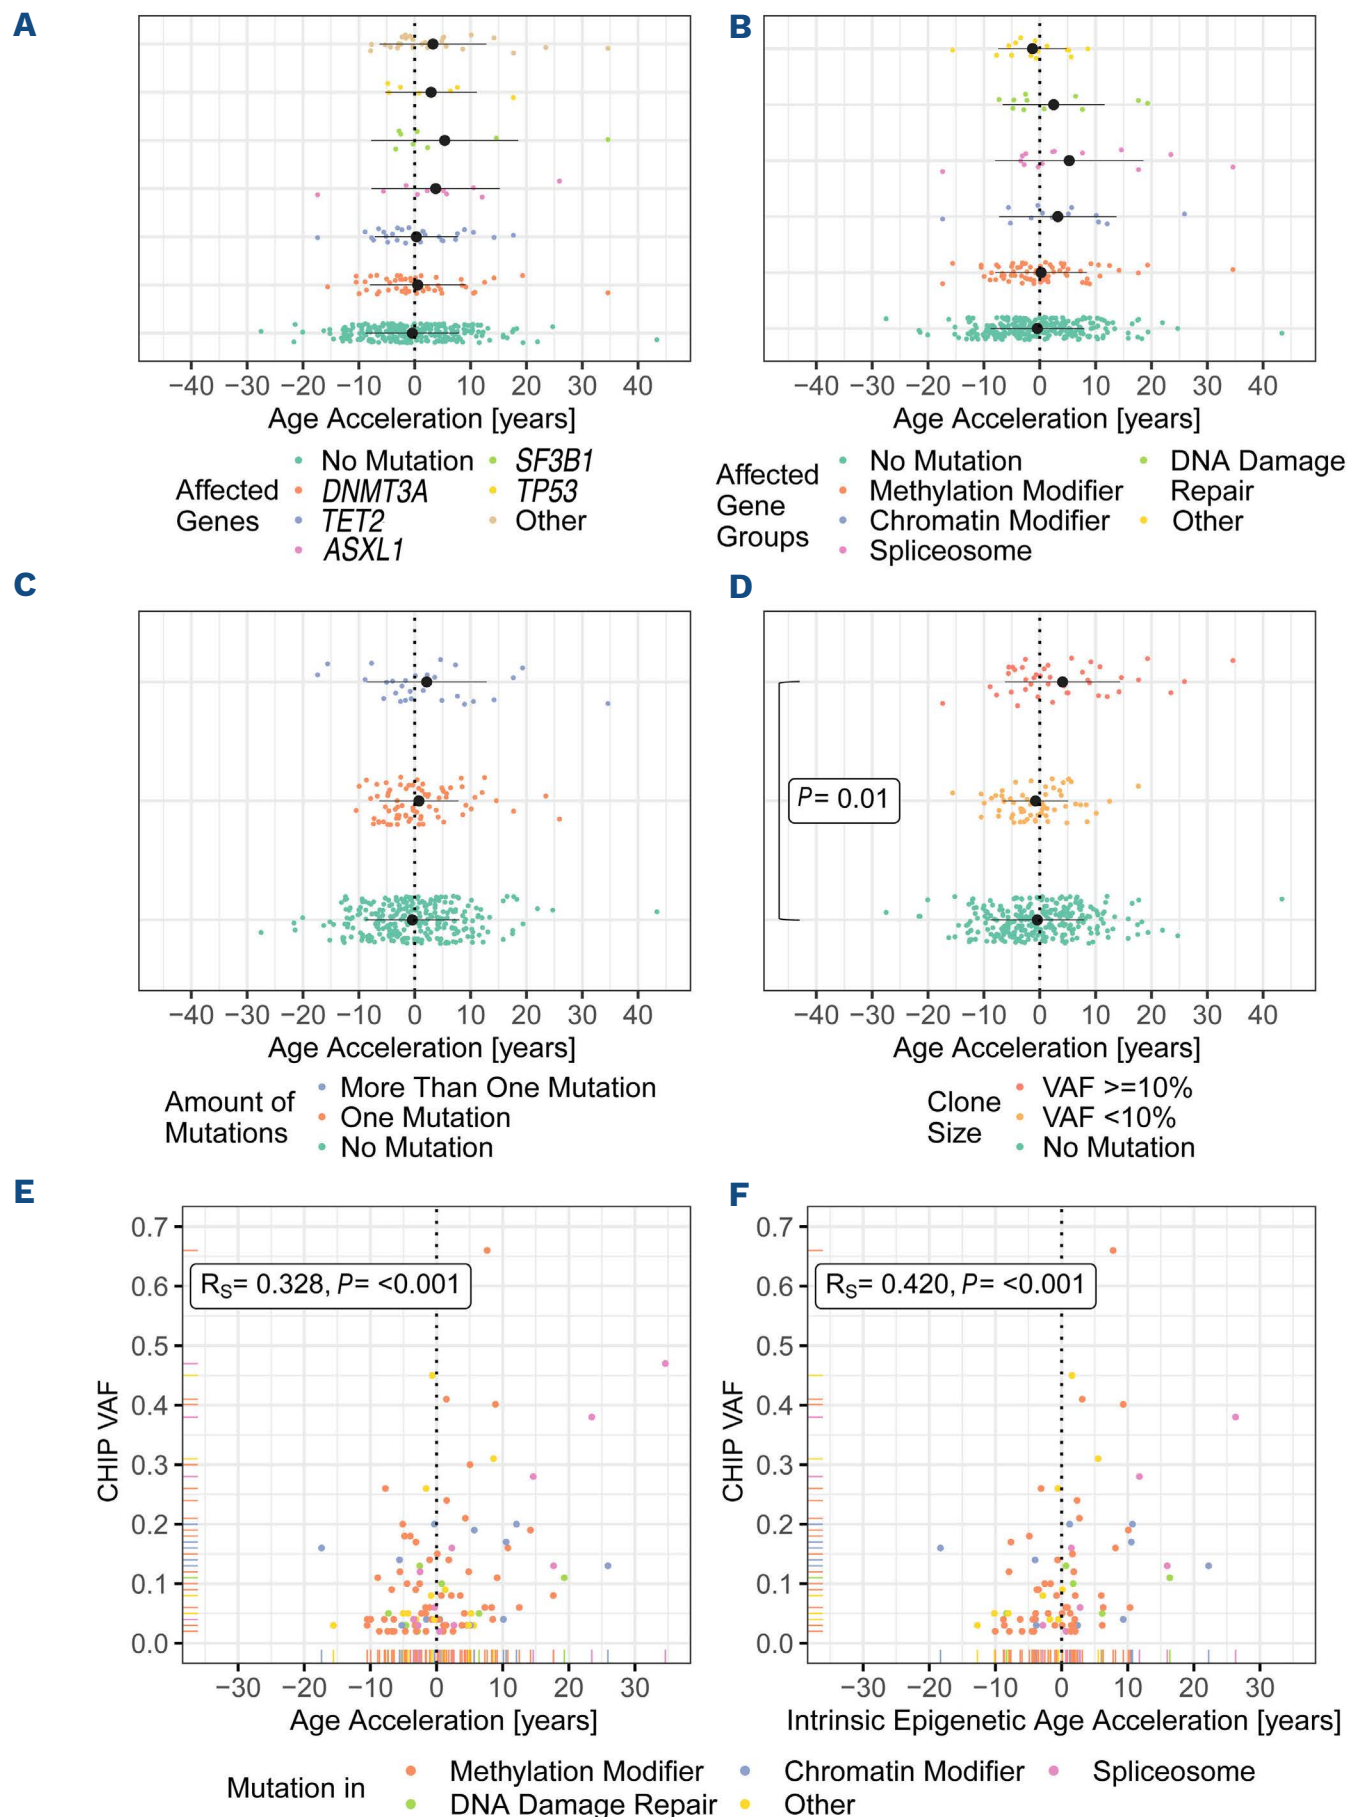 A
B
−40 −30 −20 −10 0 10 20 30 40
−40 −30 −20 −10 0 10 20 30 40
Age Acceleration [years]
Age Acceleration [years]
Affected Genes
No Mutation
DNMT3A
TET2
ASXL1
SF3B1
TP53
Other
Affected
Gene
Groups
No Mutation
Methylation Modifier
Chromatin Modifier
Spliceosome
DNA Damage
Repair
Other
C
D
P= 0.01
−40 −30 −20 −10 0 10 20 30 40
−40 −30 −20 −10 0 10 20 30 40
Age Acceleration [years]
Age Acceleration [years]
Amount of
Mutations
More Than One Mutation
One Mutation
No Mutation
Clone
Size
VAF >=10%
VAF <10%
No Mutation
E
F
CHIP VAF
0.7
0.6
0.5
0.4
0.3
0.2
0.1
0.0
RS= 0.328, P= <0.001
−30 −20 −10 0 10 20 30
Age Acceleration [years]
CHIP VAF
0.7
0.6
0.5
0.4
0.3
0.2
0.1
0.0
RS= 0.420, P= <0.001
−30 −20 −10 0 10 20 30
Intrinsic Epigenetic Age Acceleration [years]
Mutation in
Methylation Modifier
Chromatin Modifier
Spliceosome
DNA Damage Repair
Other